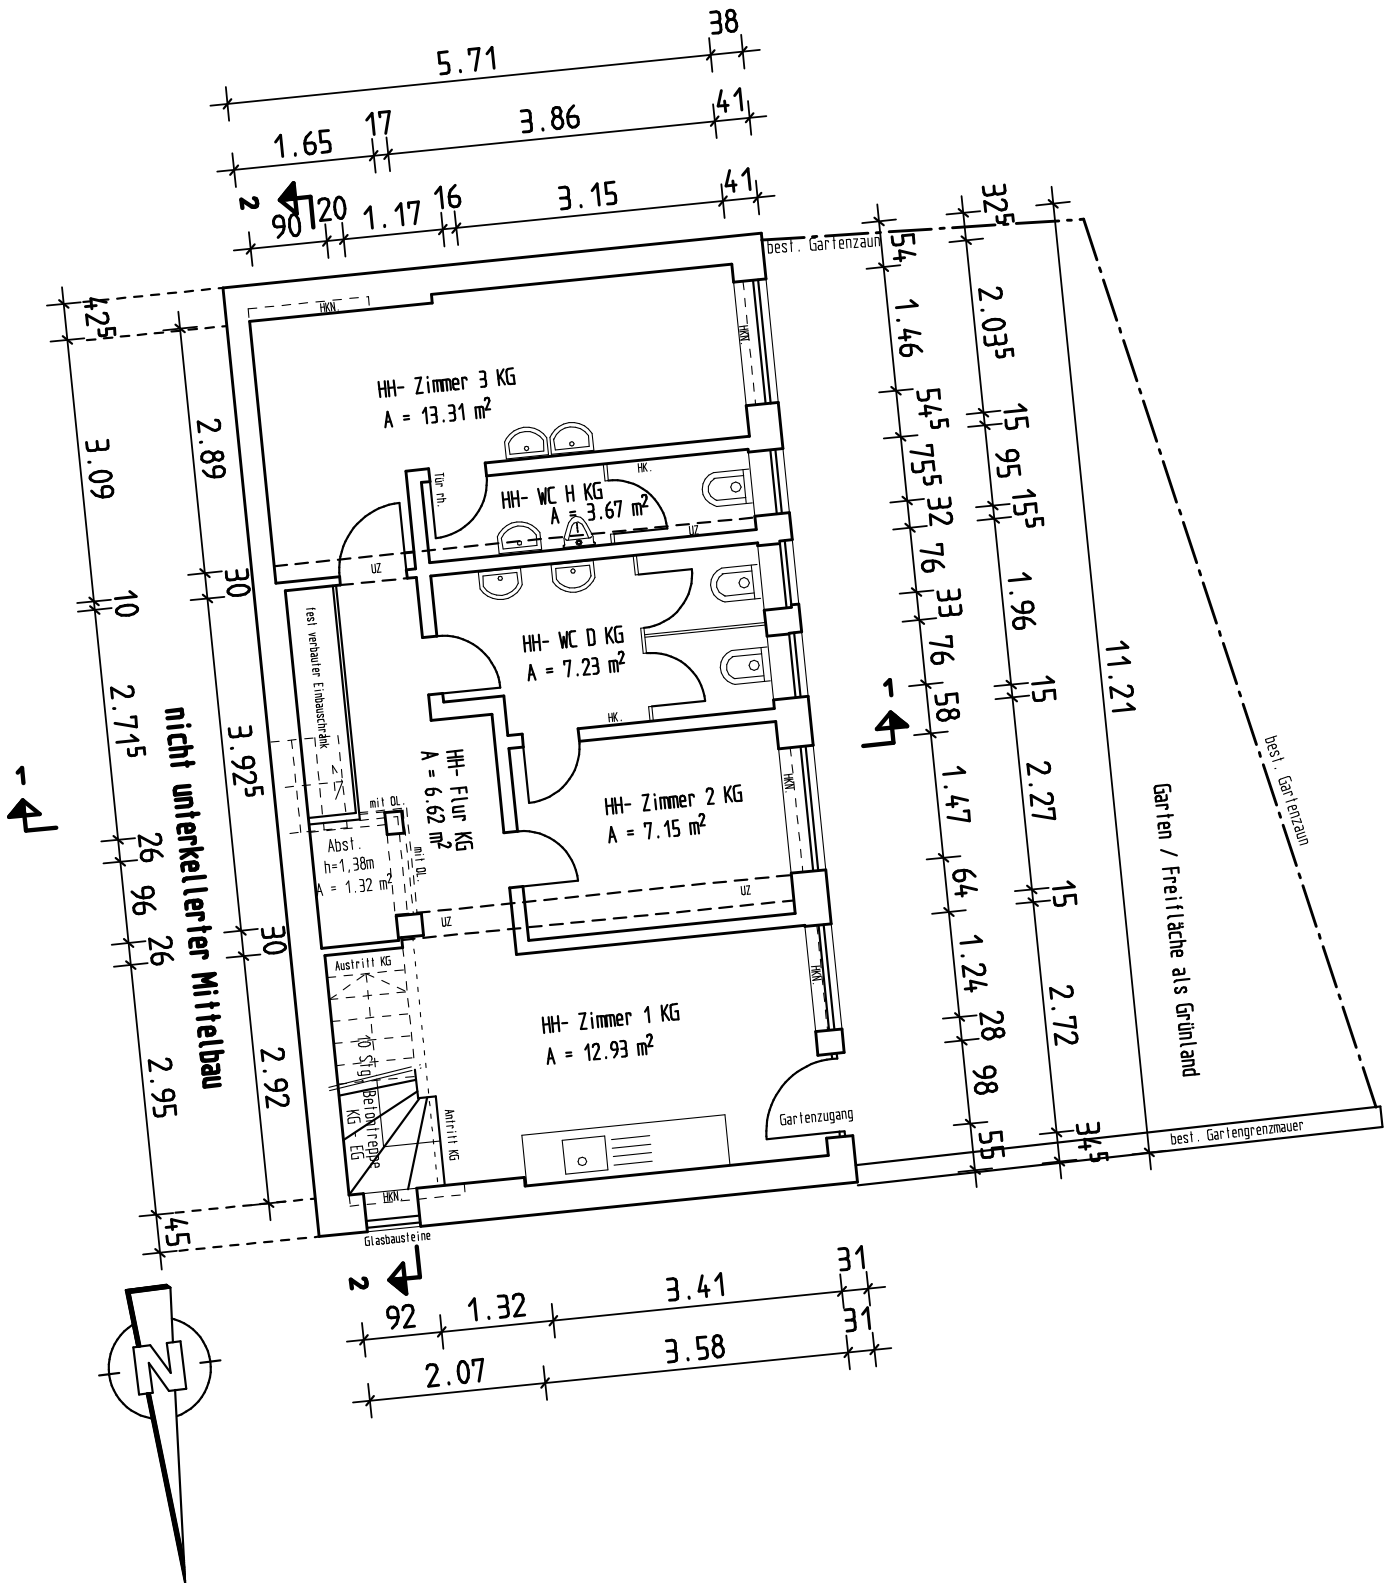 38
5.71
17
3.86
41
1.65
2
90
20
1.17
16
3.15
41
best. Gartenzaun
54
1.46
54⁵
75⁵
32
76
33
76
58
1.47
64
1.24
28
98
55
32⁵
2.03⁵
15
95
15⁵
1.96
15
2.27
15
2.72
34⁵
11.21
best. Gartenzaun
Garten / Freifläche als Grünland
best. Gartengrenzmauer
42⁵
3.09
10
2.71⁵
26
96
26
2.95
45
2.89
30
3.92⁵
30
2.92
nicht unterkellerter Mittelbau
1
1
HKN.
HKN.
HH- Zimmer 3 KG
A = 13.31 m²
Tür rh.
HK.
HH- WC H KG
A = 3.67 m²
UZ
UZ
fest verbauter Einbauschrank
HH- WC D KG
A = 7.23 m²
HK.
HH- Flur KG
A = 6.62 m²
HKN.
HH- Zimmer 2 KG
A = 7.15 m²
mit OL.
mit OL.
Abst.
h=1,38m
A = 1.32 m²
UZ
UZ
Austritt KG
HKN.
HH- Zimmer 1 KG
A = 12.93 m²
10 Stg. Betontreppe
KG - EG
Antritt KG
Gartenzugang
HKN.
Glasbausteine
2
92
1.32
3.41
31
2.07
3.58
31
N